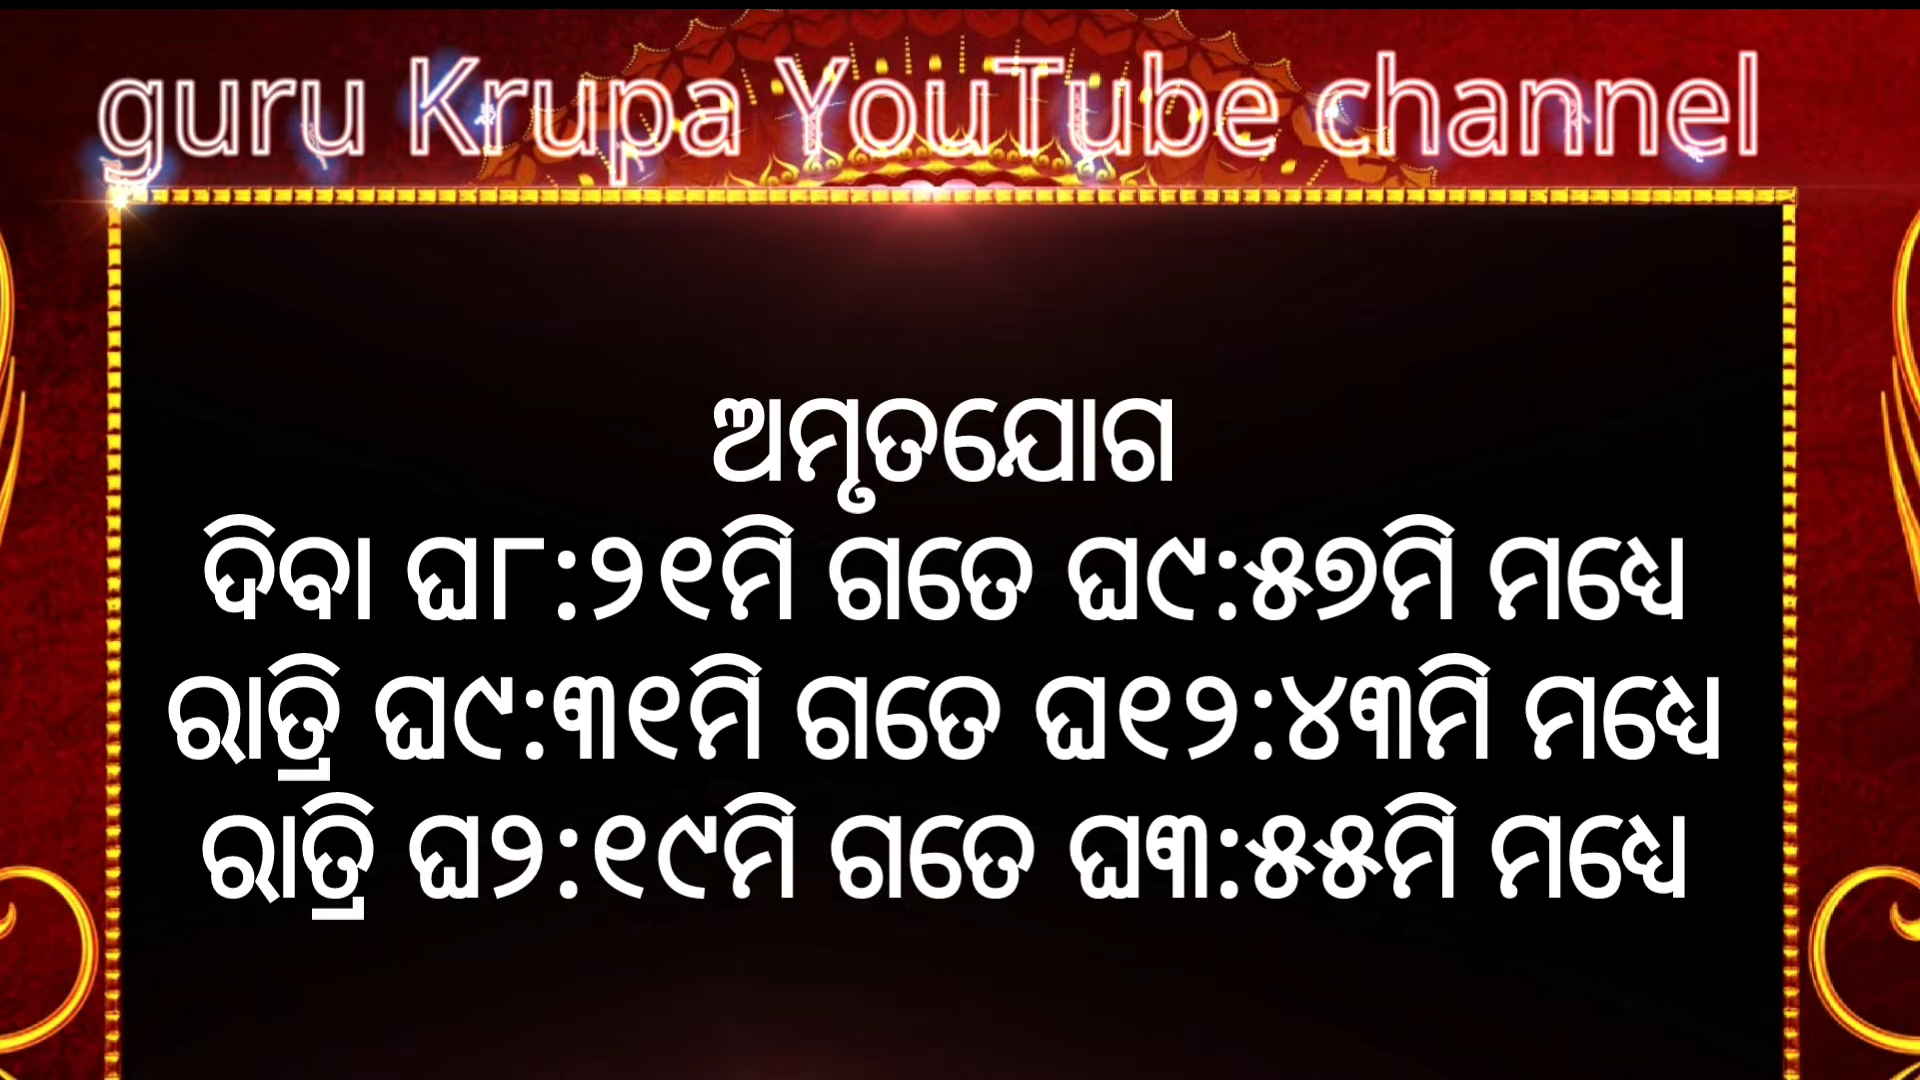 guru Krupa YouTube channel
ଅମୃତଯୋଗ
ଦିବା ଘ୮:୨୧ମି ଗତେ ଘ୯:୫୭ମି ମଧ୍ୟେ
ରାତ୍ରି ଘ୯:୩୧ମି ଗତେ ଘ୧୨:୪୩ମି ମଧ୍ୟେ
ରାତ୍ରି ଘ୨:୧୯ମି ଗତେ ଘ୩:୫୫ମି ମଧ୍ୟେ